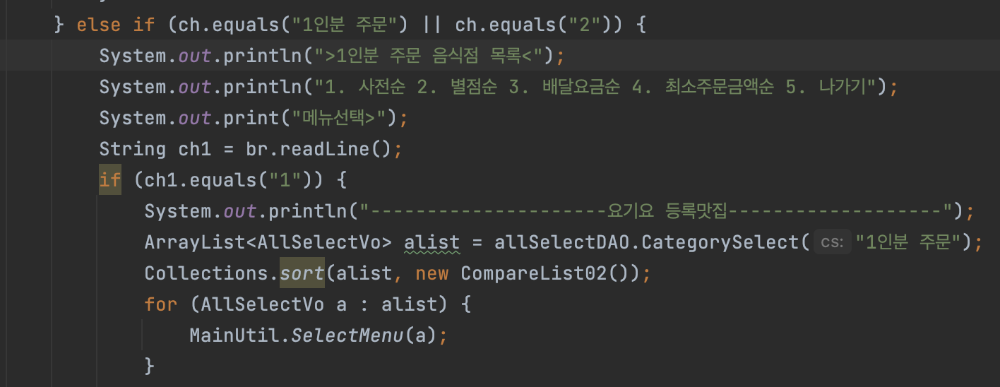 } else if (ch.equals("1인분 주문") || ch.equals("2")) {
System.out.println(">1인분 주문 음식점 목록<");
System.out.println("1. 사전순 2. 별점순 3. 배달요금순 4. 최소주문금액순 5. 나가기");
System.out.print("메뉴선택>");
String ch1 = br.readLine();
if (ch1.equals("1")) {
System.out.println("---------------------요기요 등록맛집-------------------");
ArrayList<AllSelectVo> alist = allSelectDAO.CategorySelect( cs: "1인분 주문");
Collections.sort(alist, new CompareList02());
for (AllSelectVo a : alist) {
MainUtil.SelectMenu(a);
}